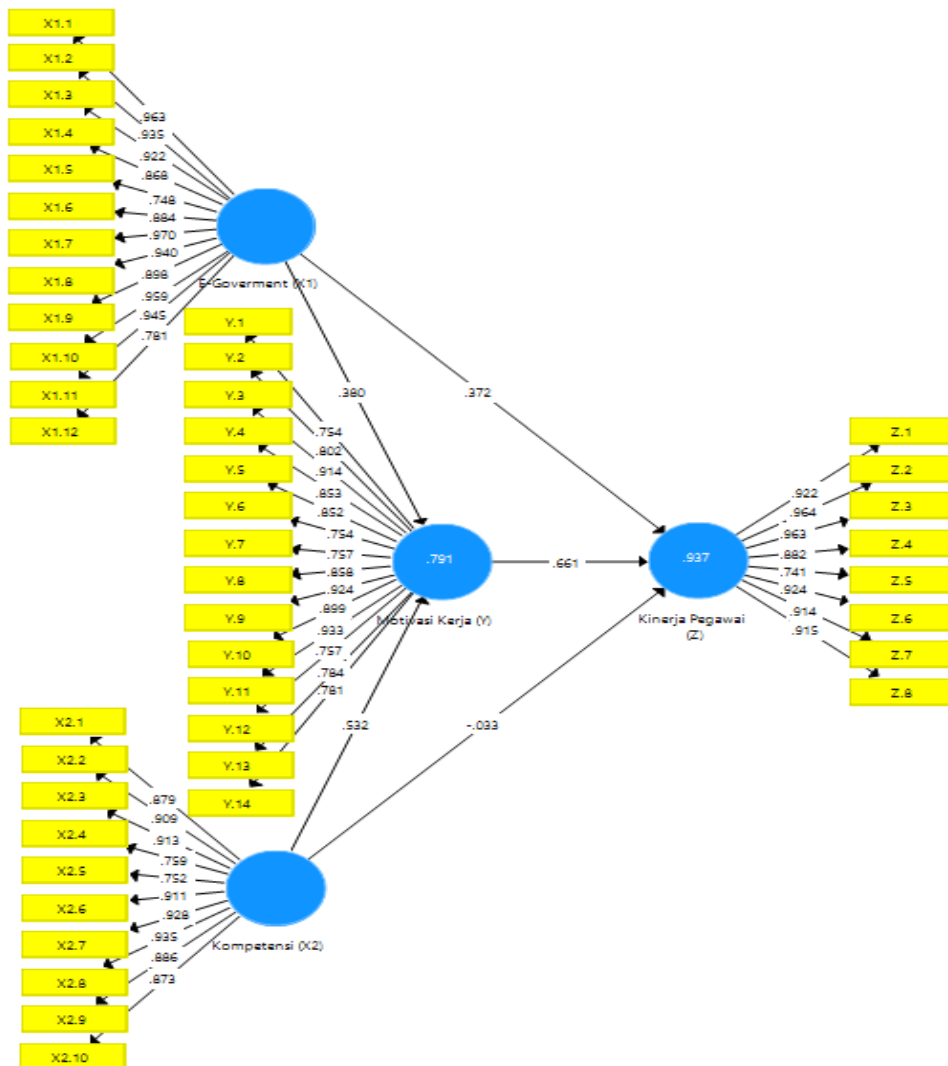 X1.1
X1.2
X1.3
X1.4
X1.5
X1.6
X1.7
X1.8
X1.9
X1.10
X1.11
X1.12
.963
.935
.922
.868
.748
.884
.970
.940
.898
.959
.945
.781
E-Goverment (X1)
.380
.372
Y.1
Y.2
Y.3
Y.4
Y.5
Y.6
Y.7
Y.8
Y.9
Y.10
Y.11
Y.12
Y.13
Y.14
.754
.802
.914
.853
.852
.754
.757
.858
.924
.899
.933
.757
.784
.781
.791
Motivasi Kerja (Y)
.661
.937
Kinerja Pegawai
(Z)
.922
.964
.963
.882
.741
.924
.914
.915
Z.1
Z.2
Z.3
Z.4
Z.5
Z.6
Z.7
Z.8
.532
-.033
X2.1
X2.2
X2.3
X2.4
X2.5
X2.6
X2.7
X2.8
X2.9
X2.10
.879
.909
.913
.759
.752
.911
.928
.935
.886
.873
Kompetensi (X2)